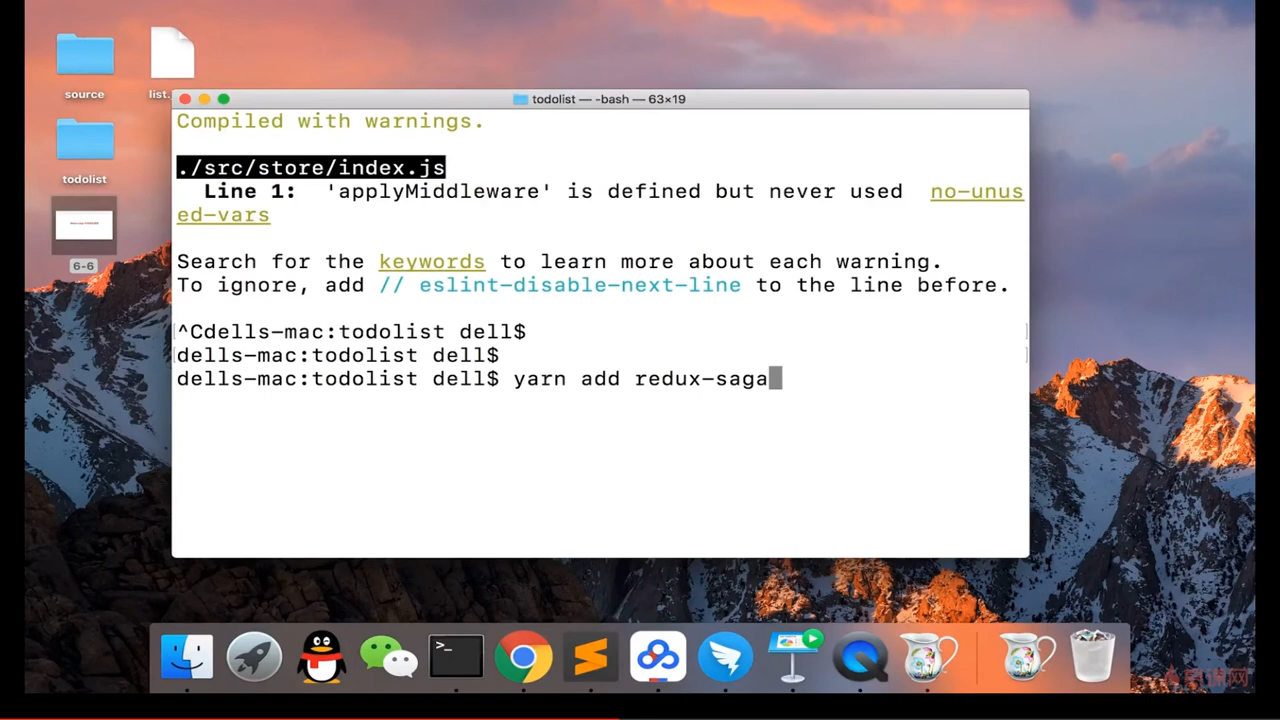 source
list.
todolist — -bash — 63×19
Compiled with warnings.
todolist
./src/store/index.js
Line 1: 'applyMiddleware' is defined but never used no-unus
ed-vars
6-6
Search for the keywords to learn more about each warning.
To ignore, add // eslint-disable-next-line to the line before.
^Cdells-mac:todolist dell$
dells-mac:todolist dell$
dells-mac:todolist dell$ yarn add redux-saga
>_